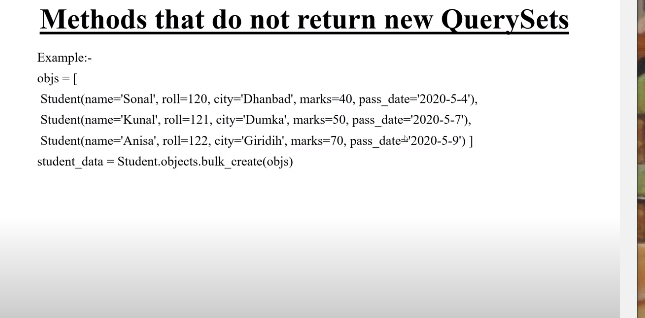 Methods that do not return new QuerySets
Example:-
objs = [
Student(name='Sonal', roll=120, city='Dhanbad', marks=40, pass_date='2020-5-4'),
Student(name='Kunal', roll=121, city='Dumka', marks=50, pass_date='2020-5-7'),
Student(name='Anisa', roll=122, city='Giridih', marks=70, pass_date='2020-5-9') ]
student_data = Student.objects.bulk_create(objs)